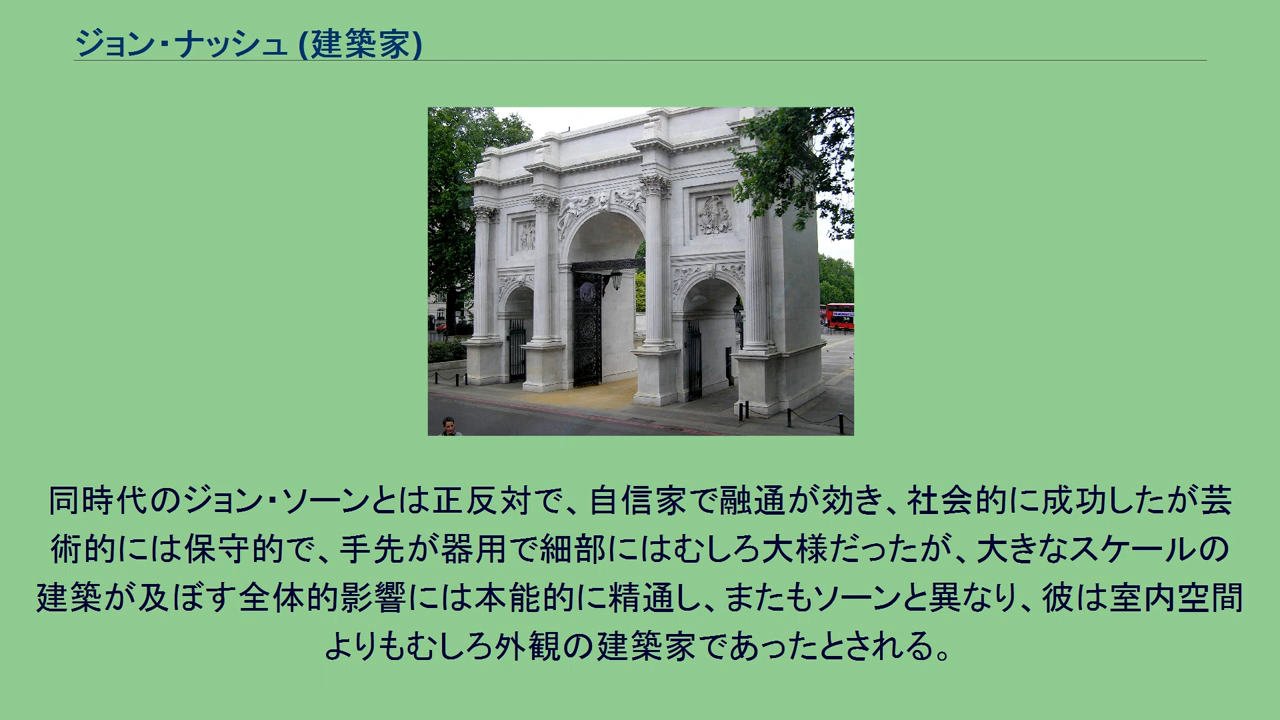 ジョン・ナッシュ (建築家)
同時代のジョン・ソーンとは正反対で、自信家で融通が効き、社会的に成功したが芸
術的には保守的で、手先が器用で細部にはむしろ大様だったが、大きなスケールの
建築が及ぼす全体的影響には本能的に精通し、またもソーンと異なり、彼は室内空間
よりもむしろ外観の建築家であったとされる。